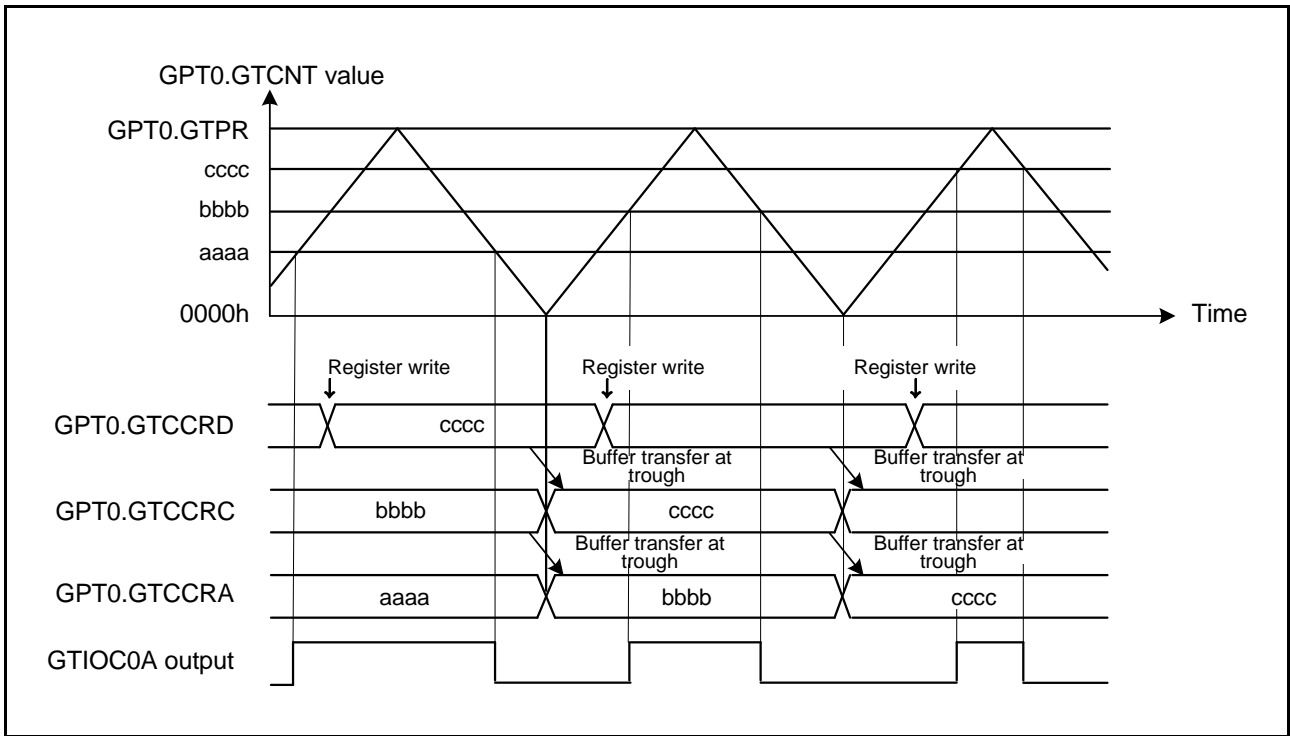 GPT0.GTCNT value
GPT0.GTPR
cccc
bbbb
aaaa
0000h
Time
Register write
Register write
Register write
GPT0.GTCCRD
cccc
Buffer transfer at
trough
Buffer transfer at
trough
GPT0.GTCCRC
bbbb
cccc
Buffer transfer at
trough
Buffer transfer at
trough
GPT0.GTCCRA
aaaa
bbbb
cccc
GTIOC0A output